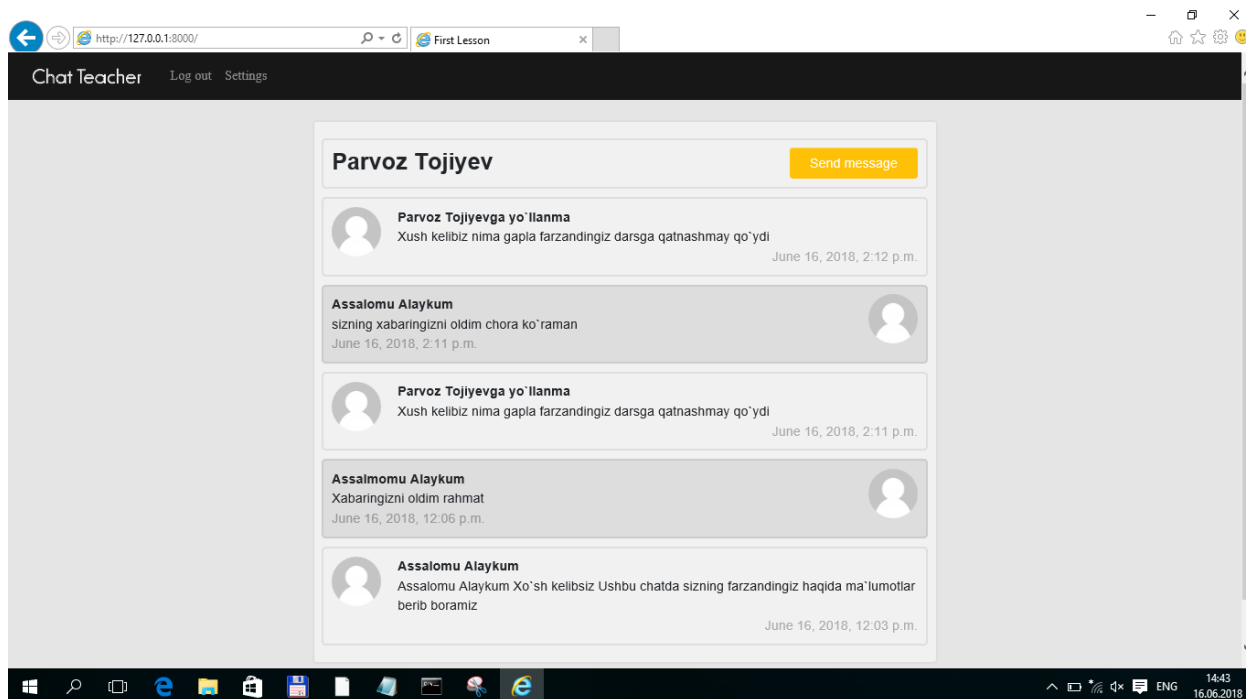 http://127.0.0.1:8000/
First Lesson
Chat Teacher Log out Settings
Parvoz Tojiyev
Send message
Parvoz Tojiyevga yo`llanma
Xush kelibiz nima gapla farzandingiz darsga qatnashmay qo`ydi
June 16, 2018, 2:12 p.m.
Assalomu Alaykum
sizning xabaringizni oldim chora ko`raman
June 16, 2018, 2:11 p.m.
Parvoz Tojiyevga yo`llanma
Xush kelibiz nima gapla farzandingiz darsga qatnashmay qo`ydi
June 16, 2018, 2:11 p.m.
Assalmomu Alaykum
Xabaringizni oldim rahmat
June 16, 2018, 12:06 p.m.
Assalomu Alaykum
Assalomu Alaykum Xo`sh kelibsiz Ushbu chatda sizning farzandingiz haqida ma`lumotlar
berib boramiz
June 16, 2018, 12:03 p.m.
ENG
14:43
16.06.2018